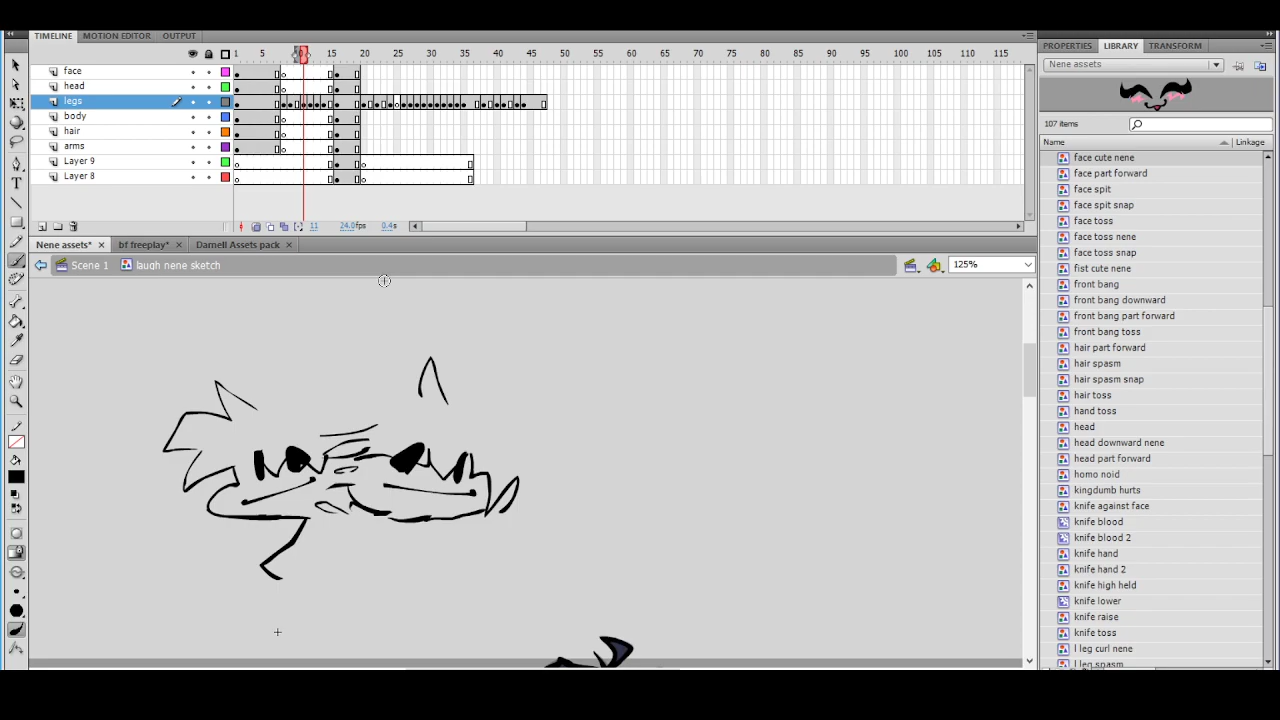 TIMELINE MOTION EDITOR OUTPUT
PROPERTIES LIBRARY TRANSFORM
1 5 10 15 20 25 30 35 40 45 50 55 60 65 70 75 80 85 90 95 100 105 110 115
Nene assets
face
head
legs
body
hair
arms
Layer 9
Layer 8
107 items
Name Linkage
11 24.0fps 0.4s
Nene assets* bf freeplay* Darnell Assets pack
Scene 1 laugh nene sketch 125%
face cute nene
face part forward
face spit
face spit snap
face toss
face toss nene
face toss snap
fist cute nene
front bang
front bang downward
front bang part forward
front bang toss
hair part forward
hair spasm
hair spasm snap
hair toss
hand toss
head
head downward nene
head part forward
homo noid
kingdumb hurts
knife against face
knife blood
knife blood 2
knife hand
knife hand 2
knife high held
knife lower
knife raise
knife toss
l leg curl nene
l leg spasm